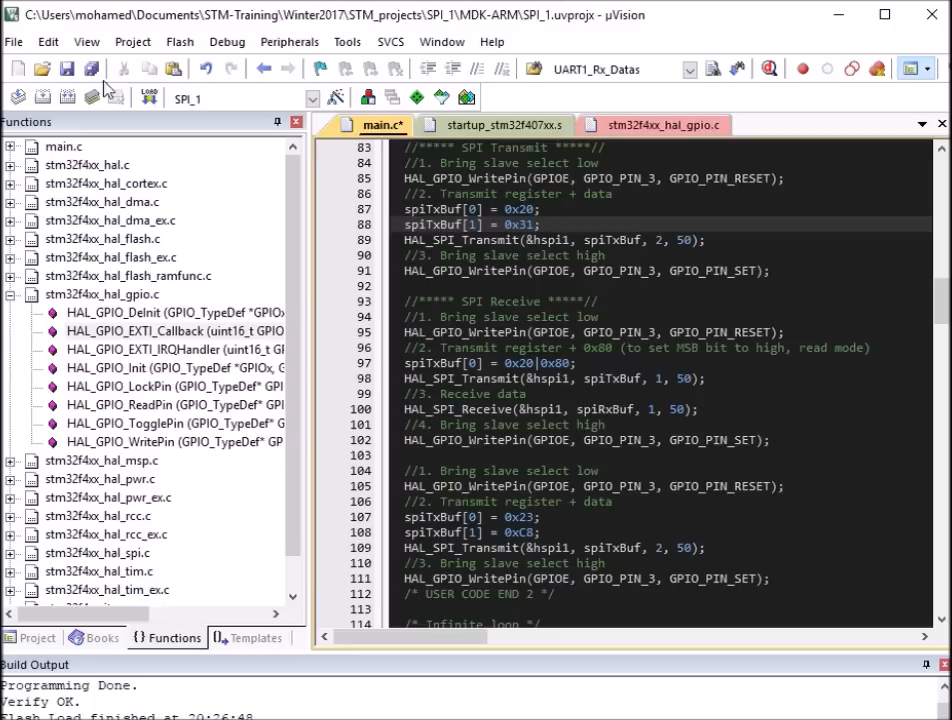 C:\Users\mohamed\Documents\STM-Training\Winter2017\STM_projects\SPI_1\MDK-ARM\SPI_1.uvprojx - µVision
File Edit View Project Flash Debug Peripherals Tools SVCS Window Help
UART1_Rx_Datas
LOAD SPI_1
Functions
main.c
stm32f4xx_hal.c
stm32f4xx_hal_cortex.c
stm32f4xx_hal_dma.c
stm32f4xx_hal_dma_ex.c
stm32f4xx_hal_flash.c
stm32f4xx_hal_flash_ex.c
stm32f4xx_hal_flash_ramfunc.c
stm32f4xx_hal_gpio.c
HAL_GPIO_DeInit (GPIO_TypeDef *GPIOx
HAL_GPIO_EXTI_Callback (uint16_t GPIO
HAL_GPIO_EXTI_IRQHandler (uint16_t GP
HAL_GPIO_Init (GPIO_TypeDef *GPIOx,
HAL_GPIO_LockPin (GPIO_TypeDef* GP
HAL_GPIO_ReadPin (GPIO_TypeDef* GP
HAL_GPIO_TogglePin (GPIO_TypeDef* G
HAL_GPIO_WritePin (GPIO_TypeDef* GP
stm32f4xx_hal_msp.c
stm32f4xx_hal_pwr.c
stm32f4xx_hal_pwr_ex.c
stm32f4xx_hal_rcc.c
stm32f4xx_hal_rcc_ex.c
stm32f4xx_hal_spi.c
stm32f4xx_hal_tim.c
stm32f4xx_hal_tim_ex.c
Project Books {} Functions Templates
main.c* startup_stm32f407xx.s stm32f4xx_hal_gpio.c
83 //***** SPI Transmit *****//
84 //1. Bring slave select low
85 HAL_GPIO_WritePin(GPIOE, GPIO_PIN_3, GPIO_PIN_RESET);
86 //2. Transmit register + data
87 spiTxBuf[0] = 0x20;
88 spiTxBuf[1] = 0x31;
89 HAL_SPI_Transmit(&hspi1, spiTxBuf, 2, 50);
90 //3. Bring slave select high
91 HAL_GPIO_WritePin(GPIOE, GPIO_PIN_3, GPIO_PIN_SET);
92
93 //***** SPI Receive *****//
94 //1. Bring slave select low
95 HAL_GPIO_WritePin(GPIOE, GPIO_PIN_3, GPIO_PIN_RESET);
96 //2. Transmit register + 0x80 (to set MSB bit to high, read mode)
97 spiTxBuf[0] = 0x20|0x80;
98 HAL_SPI_Transmit(&hspi1, spiTxBuf, 1, 50);
99 //3. Receive data
100 HAL_SPI_Receive(&hspi1, spiRxBuf, 1, 50);
101 //4. Bring slave select high
102 HAL_GPIO_WritePin(GPIOE, GPIO_PIN_3, GPIO_PIN_SET);
103
104 //1. Bring slave select low
105 HAL_GPIO_WritePin(GPIOE, GPIO_PIN_3, GPIO_PIN_RESET);
106 //2. Transmit register + data
107 spiTxBuf[0] = 0x23;
108 spiTxBuf[1] = 0xC8;
109 HAL_SPI_Transmit(&hspi1, spiTxBuf, 2, 50);
110 //3. Bring slave select high
111 HAL_GPIO_WritePin(GPIOE, GPIO_PIN_3, GPIO_PIN_SET);
112 /* USER CODE END 2 */
113
114 /* Infinite loop */
Build Output
Programming Done.
Verify OK.
Flash Load finished at 20:26:48